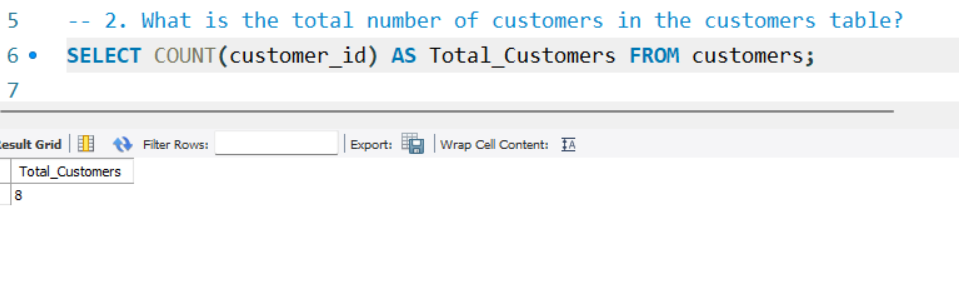 5 -- 2. What is the total number of customers in the customers table?
6 SELECT COUNT(customer_id) AS Total_Customers FROM customers;
7
esult Grid Filter Rows: Export: Wrap Cell Content: IA
Total_Customers
8